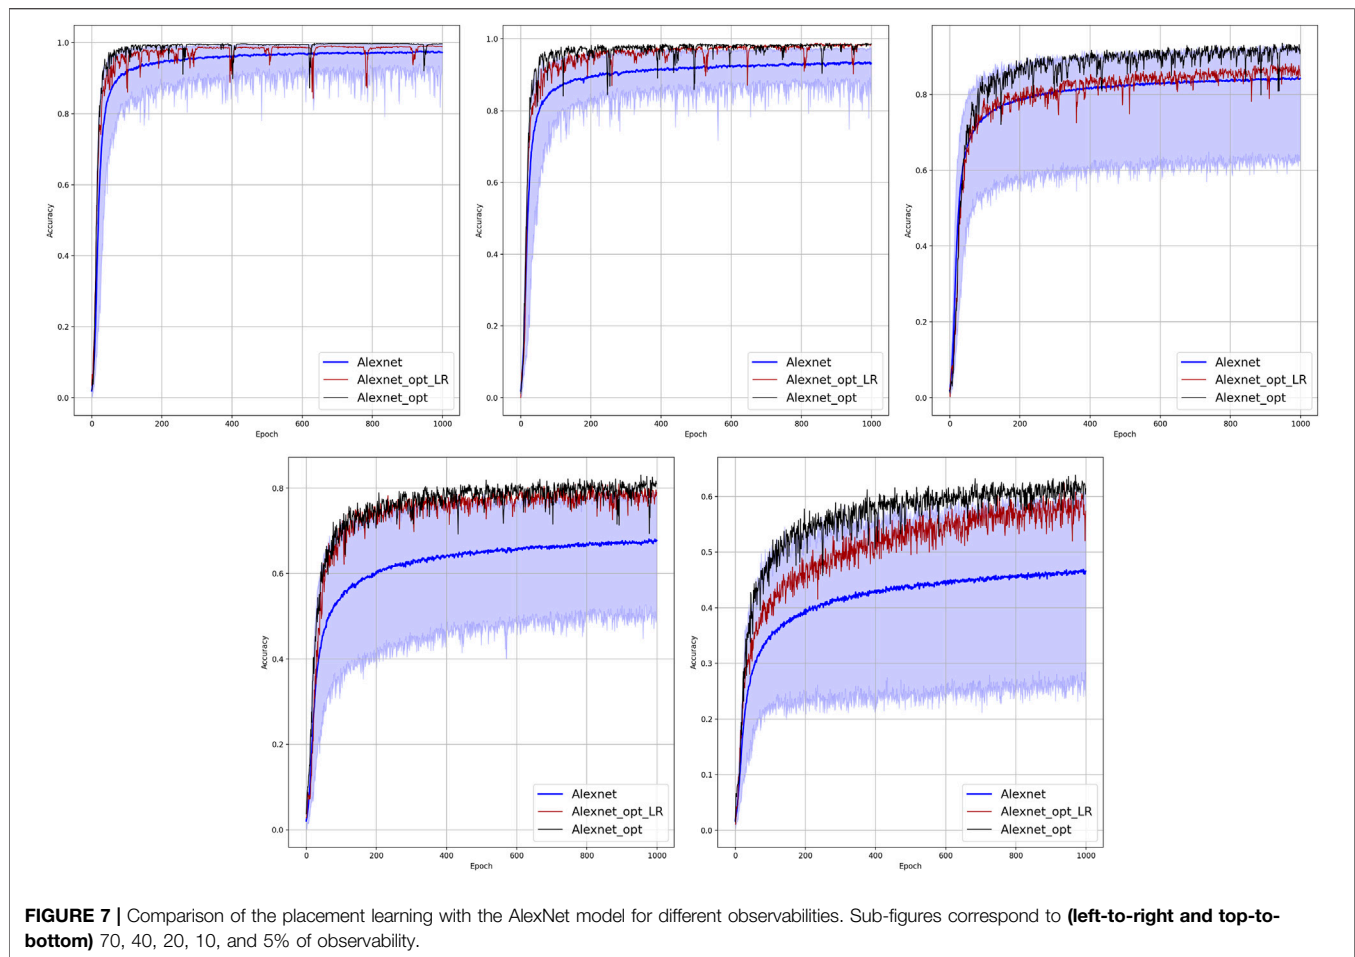 1.0
0.8
0.6
0.4
0.2
0.0
Accuracy
0 200 400 600 800 1000
Epoch
Alexnet
Alexnet_opt_LR
Alexnet_opt
1.0
0.8
0.6
0.4
0.2
0.0
Accuracy
0 200 400 600 800 1000
Epoch
Alexnet
Alexnet_opt_LR
Alexnet_opt
0.8
0.6
0.4
0.2
0.0
Accuracy
0 200 400 600 800 1000
Epoch
Alexnet
Alexnet_opt_LR
Alexnet_opt
0.8
0.6
0.4
0.2
0.0
Accuracy
0 200 400 600 800 1000
Epoch
Alexnet
Alexnet_opt_LR
Alexnet_opt
0.6
0.5
0.4
0.3
0.2
0.1
0.0
Accuracy
0 200 400 600 800 1000
Epoch
Alexnet
Alexnet_opt_LR
Alexnet_opt
FIGURE 7 | Comparison of the placement learning with the AlexNet model for different observabilities. Sub-figures correspond to (left-to-right and top-to-
bottom) 70, 40, 20, 10, and 5% of observability.